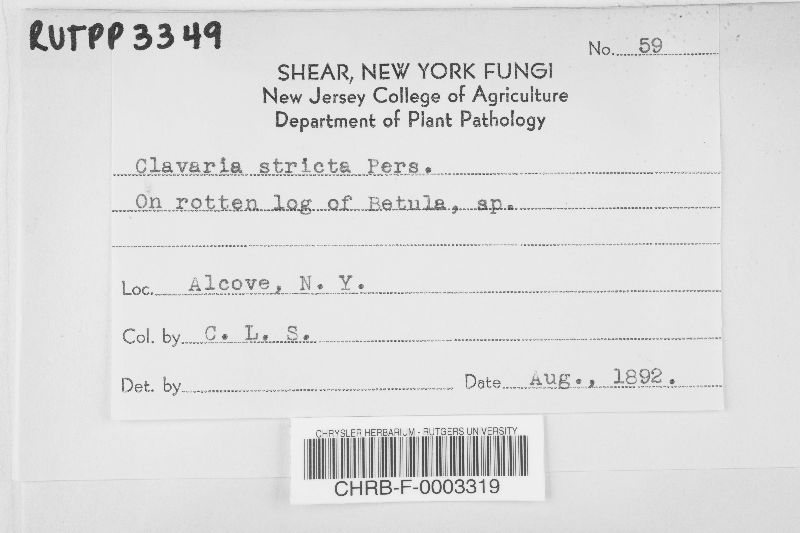 RUTPP 3349
No. 59
SHEAR, NEW YORK FUNGI
New Jersey College of Agriculture
Department of Plant Pathology
Clavaria stricta Pers.
On rotten log of Betula, sp.
Loc. Alcove, N. Y.
Col. by C. L. S.
Det. by
Date Aug., 1892.
CHRYSLER HERBARIUM - RUTGERS UNIVERSITY
CHRB-F-0003319